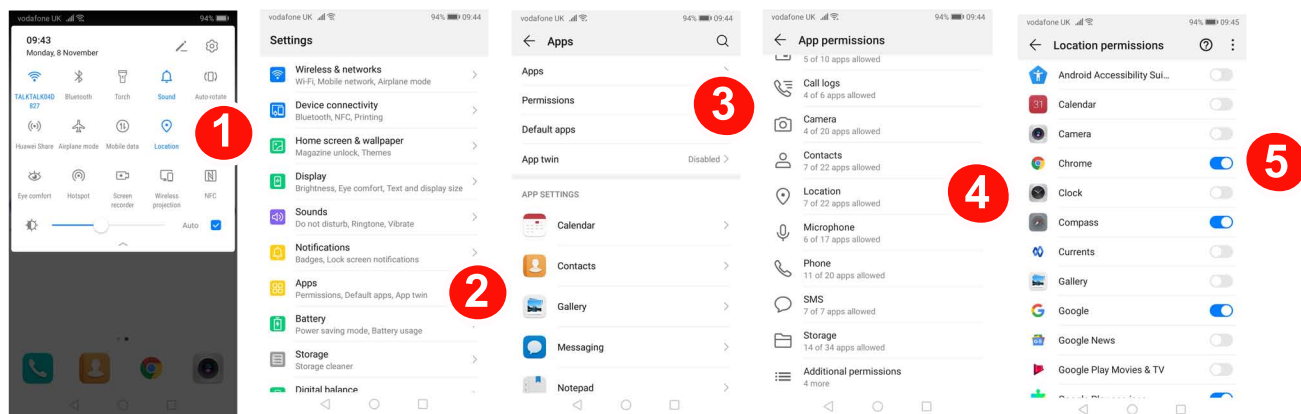 vodafone UK 94%
09:43
Monday, 8 November
TALKTALK04D
827
Bluetooth
Torch
Sound
Auto-rotate
Huawei Share
Airplane mode
Mobile data
Location
Eye comfort
Hotspot
Screen
recorder
Wireless
projection
NFC
Auto
1
vodafone UK 94% 09:44
Settings
Wireless & networks
Wi-Fi, Mobile network, Airplane mode
Device connectivity
Bluetooth, NFC, Printing
Home screen & wallpaper
Magazine unlock, Themes
Display
Brightness, Eye comfort, Text and display size
Sounds
Do not disturb, Ringtone, Vibrate
Notifications
Badges, Lock screen notifications
Apps
Permissions, Default apps, App twin
Battery
Power saving mode, Battery usage
Storage
Storage cleaner
Digital balance
2
vodafone UK 94% 09:44
Apps
Apps
Permissions
Default apps
App twin Disabled
APP SETTINGS
Calendar
Contacts
Gallery
Messaging
Notepad
3
vodafone UK 94% 09:44
App permissions
5 of 10 apps allowed
Call logs
4 of 6 apps allowed
Camera
4 of 20 apps allowed
Contacts
7 of 22 apps allowed
Location
7 of 22 apps allowed
Microphone
6 of 17 apps allowed
Phone
11 of 20 apps allowed
SMS
7 of 7 apps allowed
Storage
14 of 34 apps allowed
Additional permissions
4 more
4
vodafone UK 94% 09:45
Location permissions
Android Accessibility Sui...
31
Calendar
Camera
Chrome
Clock
Compass
Currents
Gallery
Google
Google News
Google Play Movies & TV
5